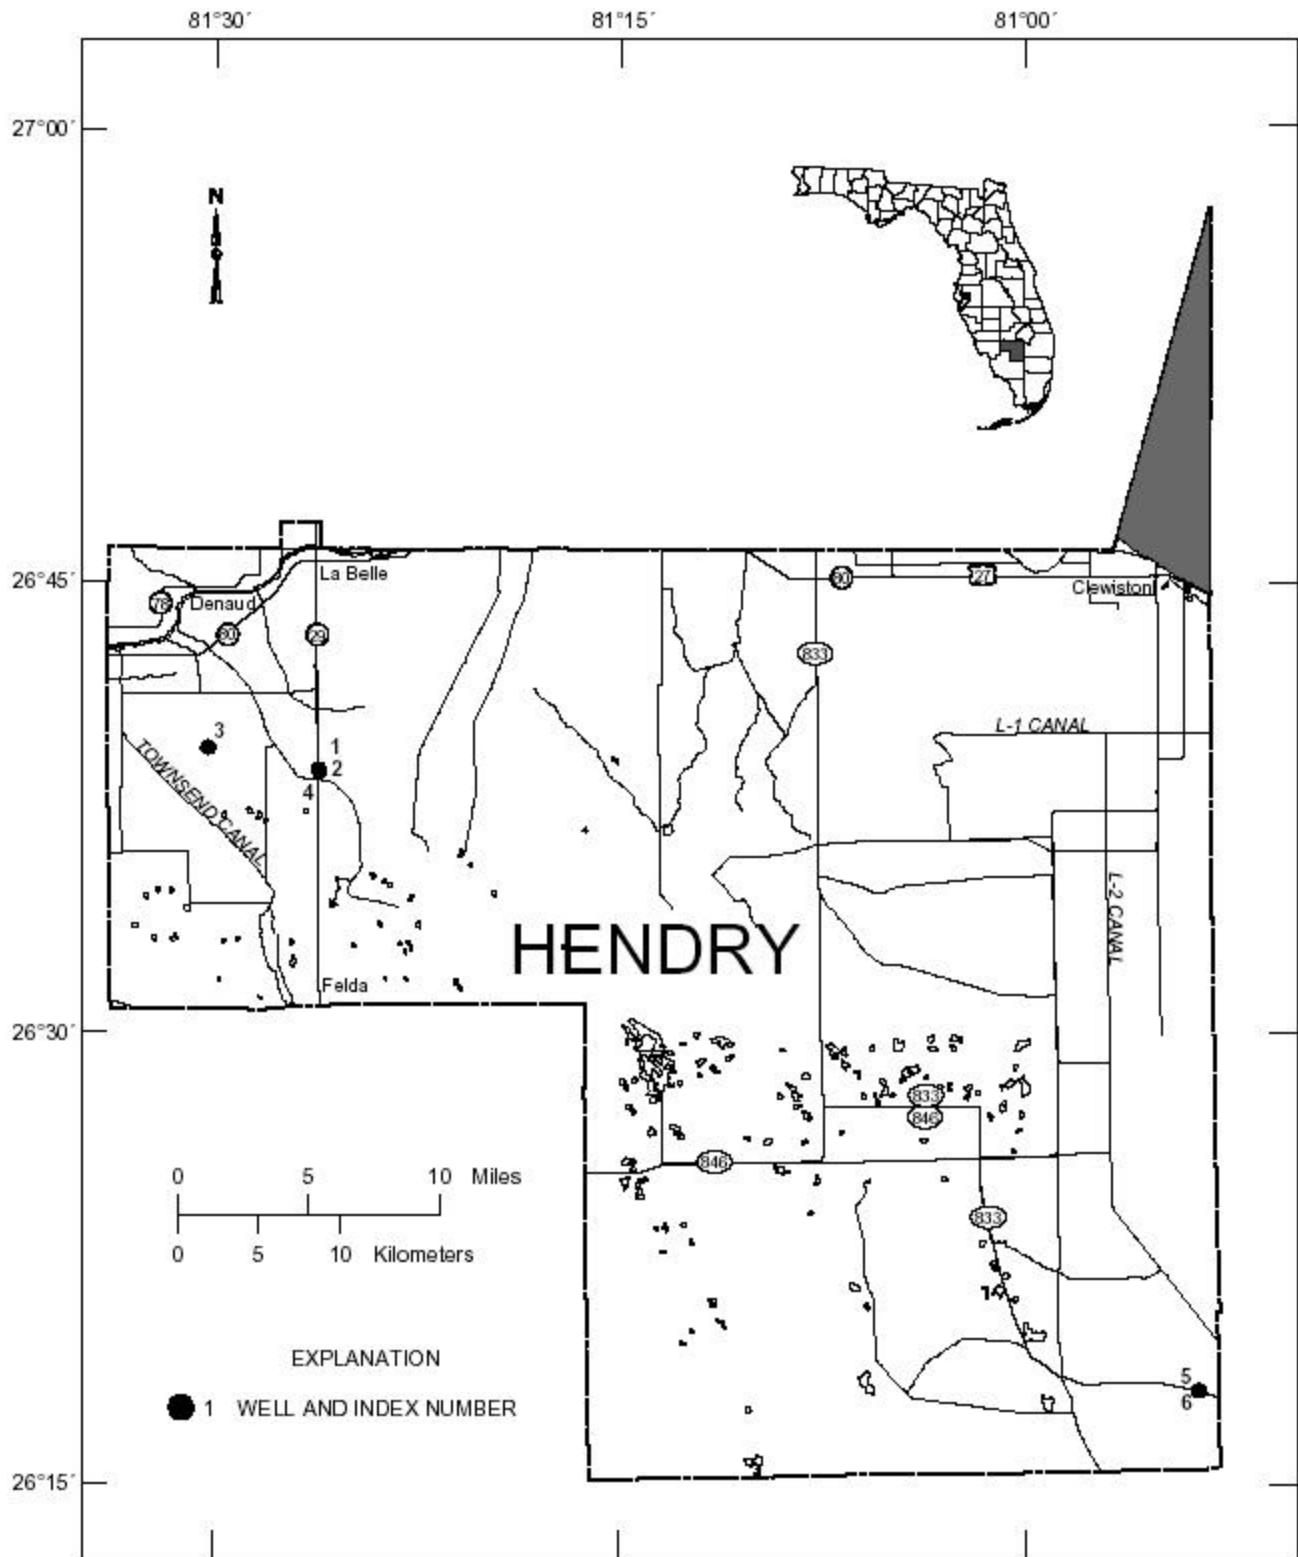 81°30´ 81°15´ 81°00´
27°00´
N
26°45´
La Belle
Denaud
78
80
29
80
27
Clewiston
833
3
1
2
4
TOWNSEND CANAL
L-1 CANAL
L-2 CANAL
HENDRY
Felda
26°30´
833
846
846
833
0 5 10 Miles
0 5 10 Kilometers
EXPLANATION
1 WELL AND INDEX NUMBER
5
6
26°15´